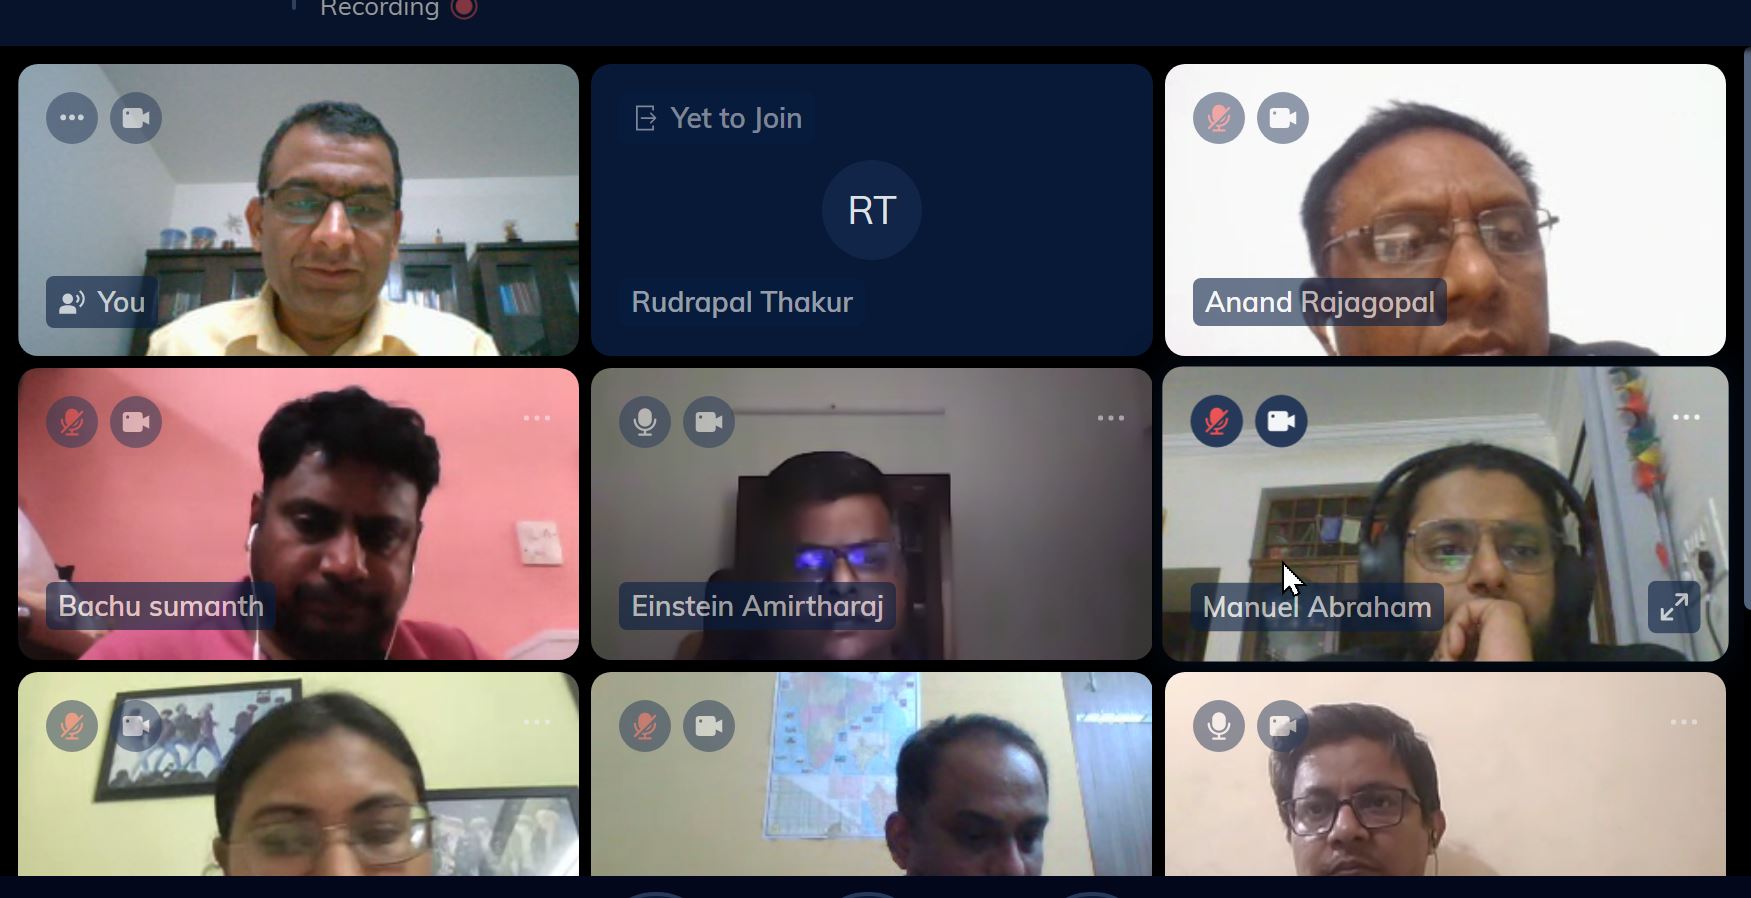 Recording
Yet to Join
RT
You
Rudrapal Thakur
Anand Rajagopal
Bachu sumanth
Einstein Amirtharaj
Manuel Abraham